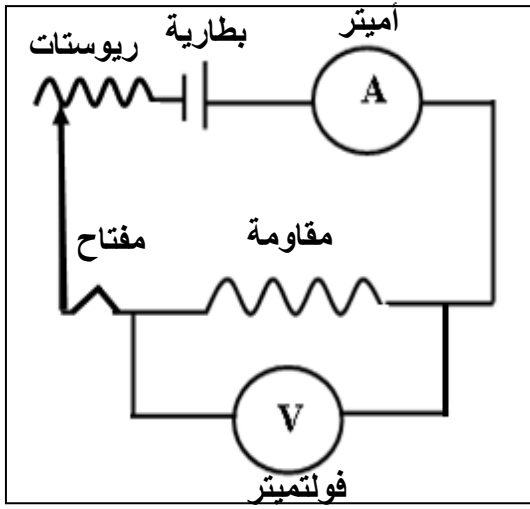 أميتر
بطارية
ريوستات
A
مفتاح
مقاومة
V
فولتميتر